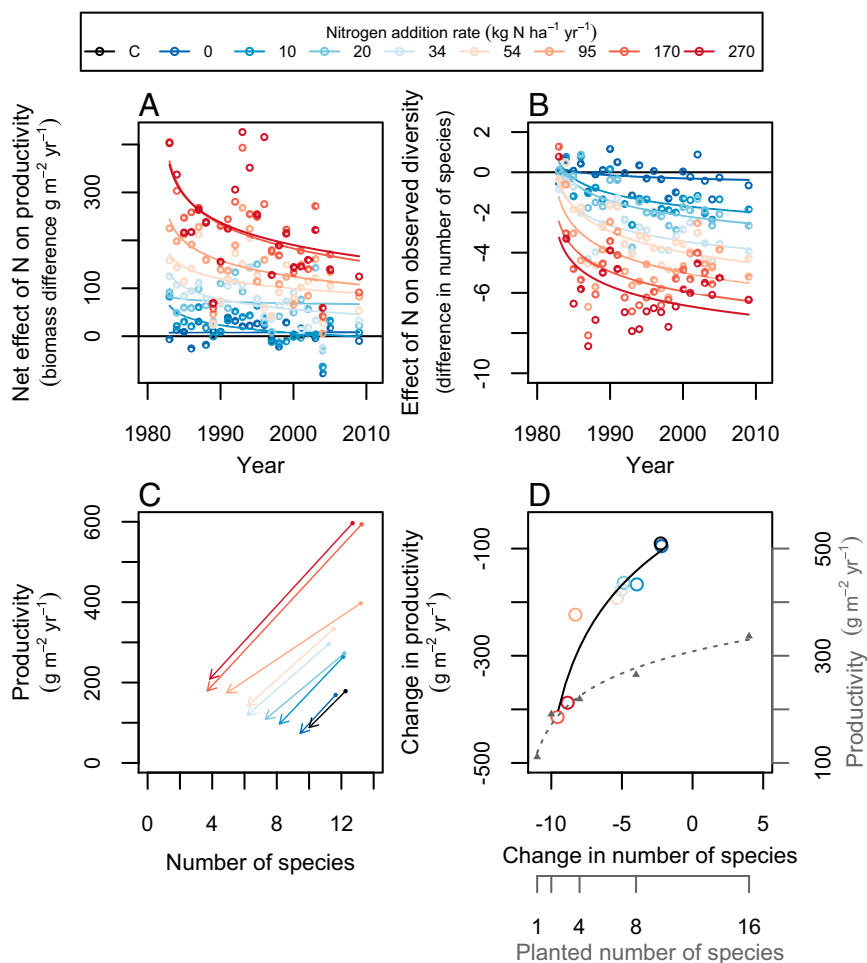 Nitrogen addition rate (kg N ha⁻¹ yr⁻¹)
C 0 10 20 34 54 95 170 270
A
Net effect of N on productivity
(biomass difference g m⁻² yr⁻¹)
300
100
0
1980 1990 2000 2010
Year
B
Effect of N on observed diversity
(difference in number of species)
2
0
-2
-4
-6
-10
1980 1990 2000 2010
Year
C
Productivity
(g m⁻² yr⁻¹)
600
400
200
0
0 4 8 12
Number of species
D
Change in productivity
(g m⁻² yr⁻¹)
-100
-300
-500
-10 -5 0 5
Change in number of species
500
300
100
Productivity (g m⁻² yr⁻¹)
1 4 8 16
Planted number of species